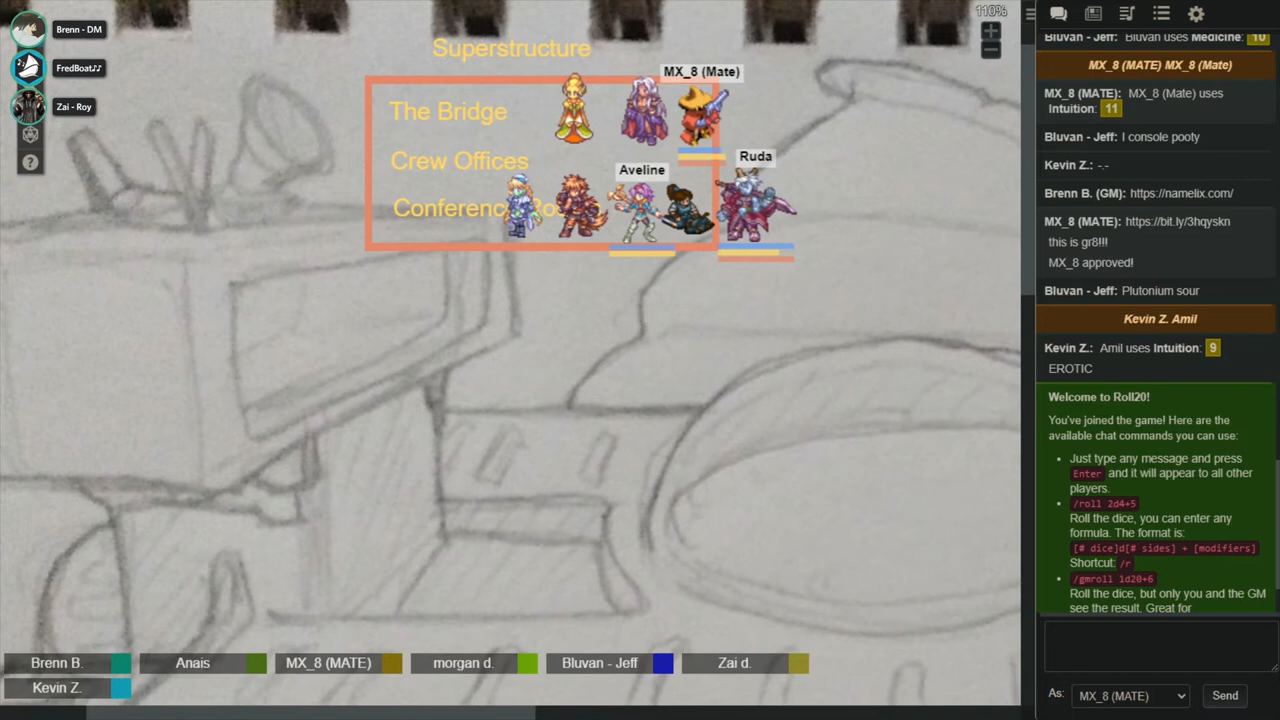 Brenn - DM
FredBoat♪♪
Zai - Roy
110%
Superstructure
The Bridge
Crew Offices
MX_8 (Mate)
Aveline
Ruda
Bluvan - Jeff: Bluvan uses Medicine: 10
MX_8 (MATE) MX_8 (Mate)
MX_8 (MATE): MX_8 (Mate) uses
Intuition: 11
Bluvan - Jeff: I console pooty
Kevin Z.: -.-
Brenn B. (GM): https://namelix.com/
MX_8 (MATE): https://bit.ly/3hqyskn
this is gr8!!!
MX_8 approved!
Bluvan - Jeff: Plutonium sour
Kevin Z. Amil
Kevin Z.: Amil uses Intuition: 9
EROTIC
Welcome to Roll20!
You've joined the game! Here are the
available chat commands you can use:
Just type any message and press
Enter and it will appear to all other
players.
/roll 2d4+5
Roll the dice, you can enter any
formula. The format is:
[# dice]d[# sides] + [modifiers]
Shortcut: /r
/gmroll 1d20+6
Roll the dice, but only you and the GM
see the result. Great for
As: MX_8 (MATE)
Send
Brenn B.
Anais
MX_8 (MATE)
morgan d.
Bluvan - Jeff
Zai d.
Kevin Z.